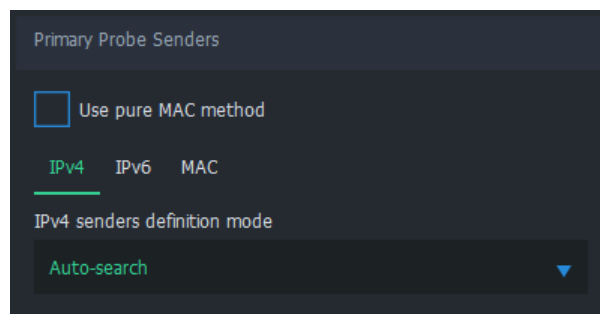 Primary Probe Senders
Use pure MAC method
IPv4 IPv6 MAC
IPv4 senders definition mode
Auto-search